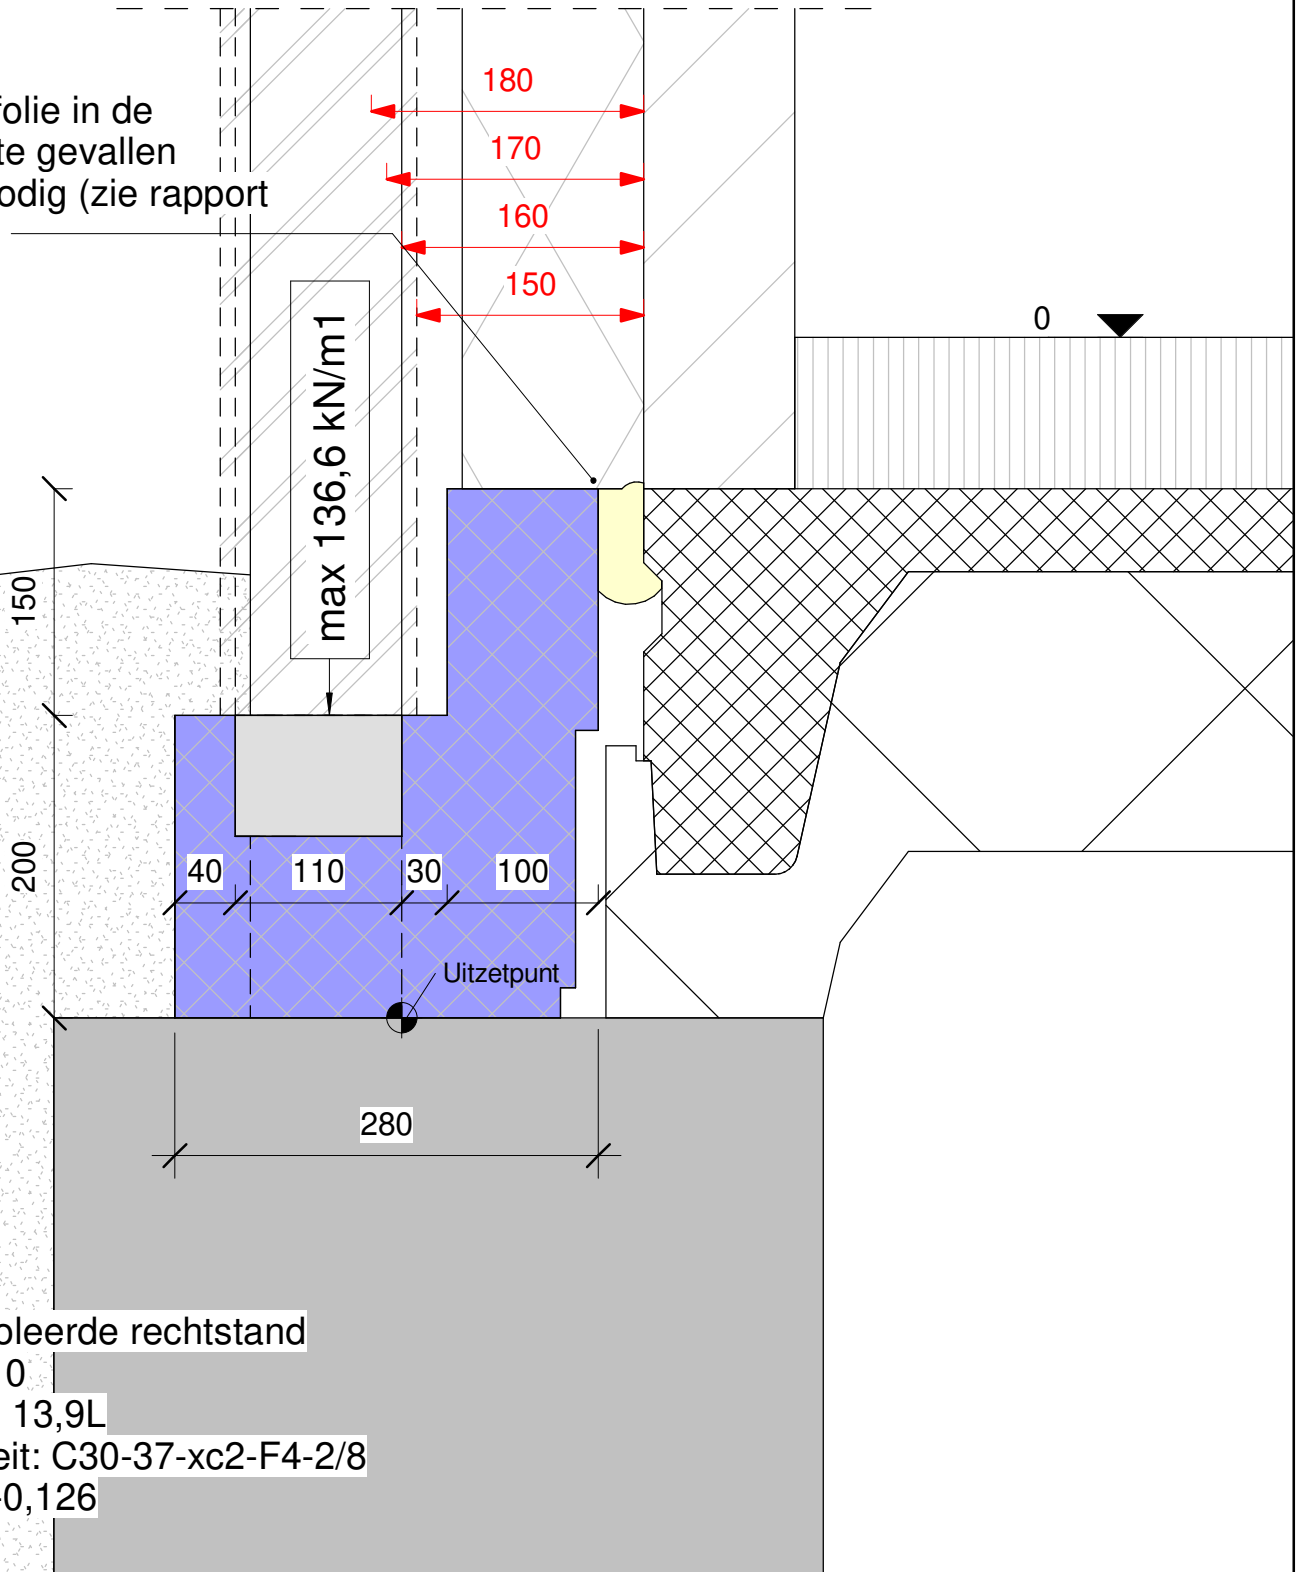 folie in de
te gevallen
odig (zie rapport
180
170
160
150
0
max 136,6 kN/m1
150
200
40 110 30 100
Uitzetpunt
280
oleerde rechtstand
0
13,9L
eit: C30-37-xc2-F4-2/8
-0,126